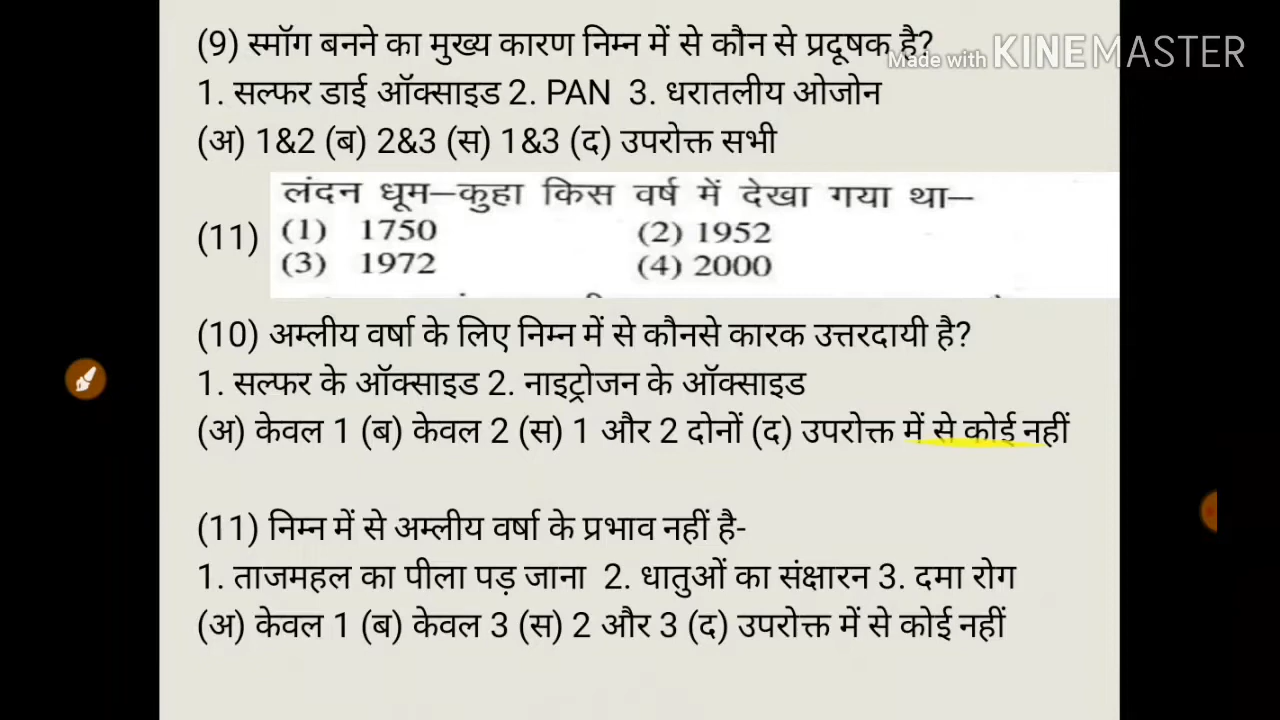 (9) स्मॉग बनने का मुख्य कारण निम्न में से कौन से प्रदूषक है?
Made with KINEMASTER
1. सल्फर डाई ऑक्साइड 2. PAN 3. धरातलीय ओजोन
(अ) 1&2 (ब) 2&3 (स) 1&3 (द) उपरोक्त सभी
लंदन धूम–कुहा किस वर्ष में देखा गया था–
(11) (1) 1750 (2) 1952
(3) 1972 (4) 2000
(10) अम्लीय वर्षा के लिए निम्न में से कौनसे कारक उत्तरदायी है?
1. सल्फर के ऑक्साइड 2. नाइट्रोजन के ऑक्साइड
(अ) केवल 1 (ब) केवल 2 (स) 1 और 2 दोनों (द) उपरोक्त में से कोई नहीं
(11) निम्न में से अम्लीय वर्षा के प्रभाव नहीं है-
1. ताजमहल का पीला पड़ जाना 2. धातुओं का संक्षारन 3. दमा रोग
(अ) केवल 1 (ब) केवल 3 (स) 2 और 3 (द) उपरोक्त में से कोई नहीं